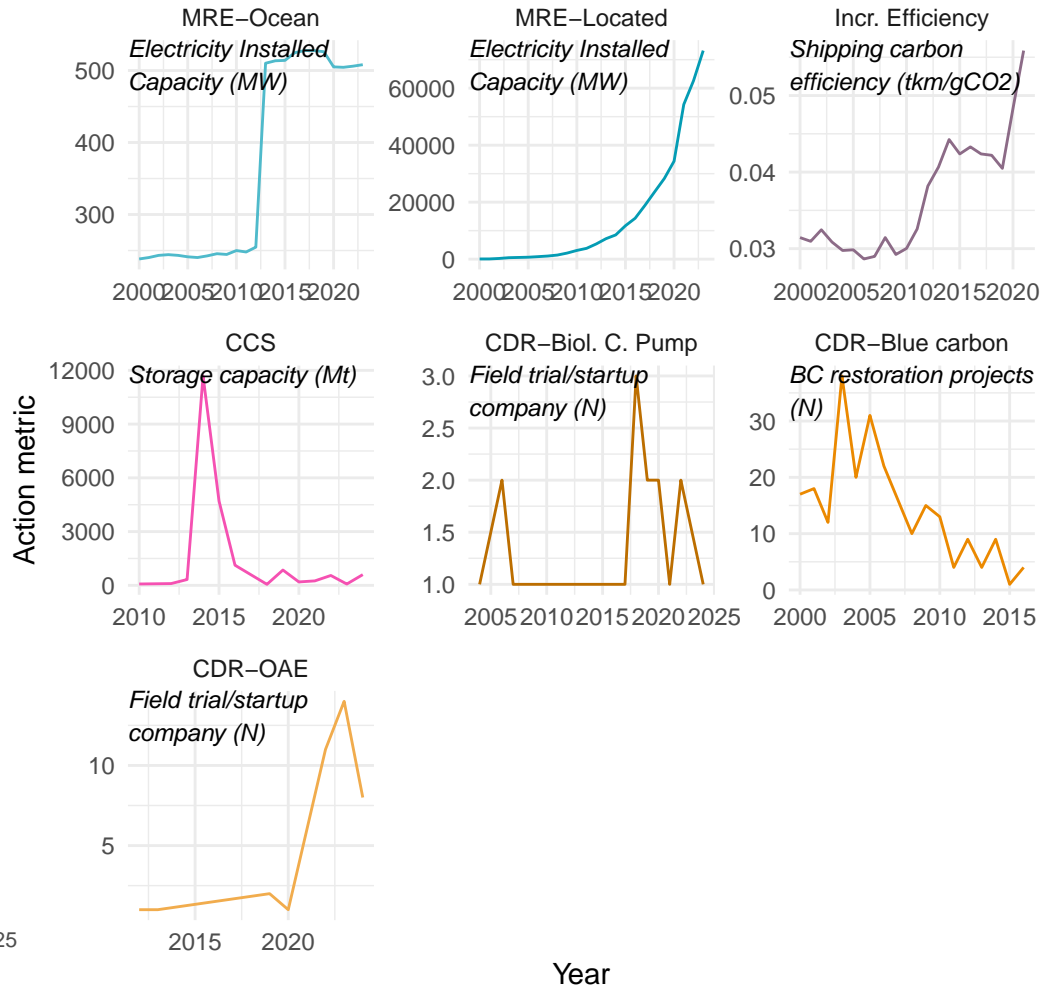 MRE−Ocean
MRE−Located
Incr. Efficiency
Electricity Installed
Capacity (MW)
Electricity Installed
Capacity (MW)
Shipping carbon
efficiency (tkm/gCO2)
500
400
300
60000
40000
20000
0
0.05
0.04
0.03
2000 2005 2010 2015 2020
2000 2005 2010 2015 2020
2000 2005 2010 2015 2020
CCS
CDR−Biol. C. Pump
CDR−Blue carbon
Storage capacity (Mt)
Field trial/startup
company (N)
BC restoration projects
(N)
12000
9000
6000
3000
0
3.0
2.5
2.0
1.5
1.0
30
20
10
0
2010 2015 2020
2005 2010 2015 2020 2025
2000 2005 2010 2015
Action metric
CDR−OAE
Field trial/startup
company (N)
10
5
2015 2020
25
Year